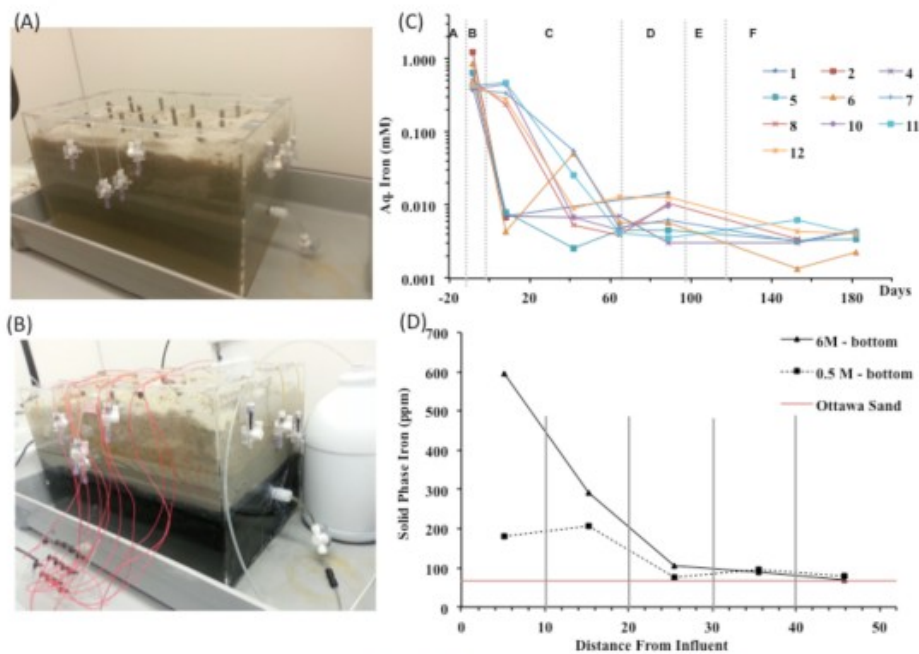 (A)
(B)
(C)
A B C D E F
1.000
0.100
0.010
0.001
Aq. Iron (mM)
-20 20 60 100 140 180 Days
1 2 4
5 6 7
8 10 11
12
(D)
700
600
500
400
300
200
100
0
Solid Phase Iron (ppm)
0 10 20 30 40 50
Distance From Influent
6M - bottom
0.5 M - bottom
Ottawa Sand